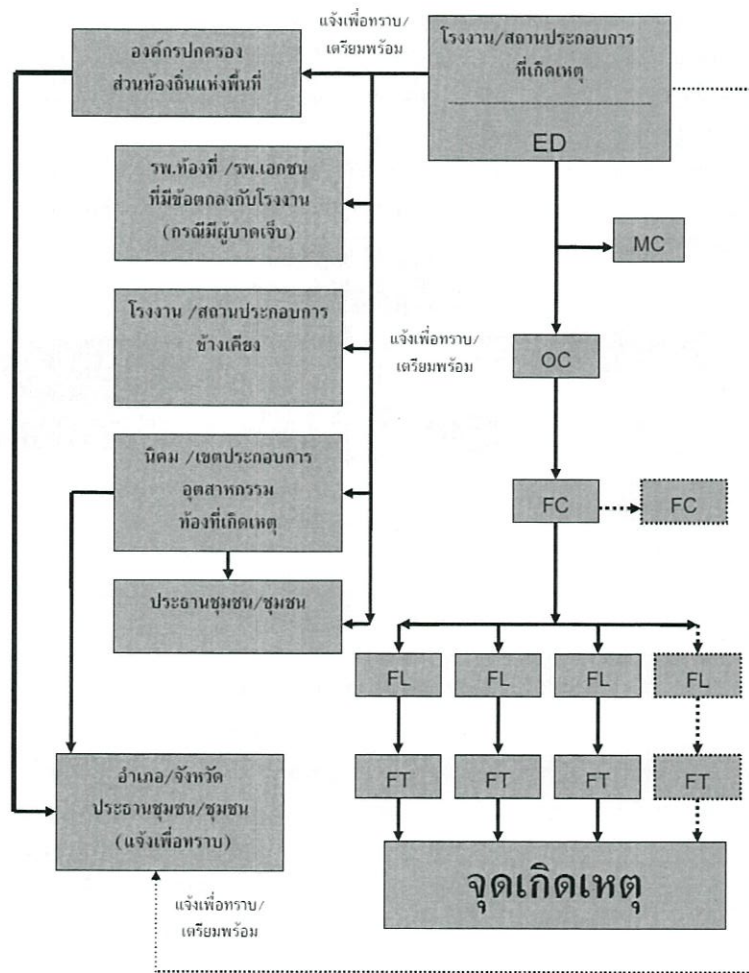 แจ้งเพื่อทราบ/
เตรียมพร้อม
องค์กรปกครอง
ส่วนท้องถิ่นแห่งพื้นที่
โรงงาน/สถานประกอบการ
ที่เกิดเหตุ
ED
รพ.ท้องที่ /รพ.เอกชน
ที่มีข้อตกลงกับโรงงาน
(กรณีมีผู้บาดเจ็บ)
MC
โรงงาน /สถานประกอบการ
ข้างเคียง
แจ้งเพื่อทราบ/
เตรียมพร้อม
OC
นิคม /เขตประกอบการ
อุตสาหกรรม
ท้องที่เกิดเหตุ
FC
FC
ประธานชุมชน/ชุมชน
FL
FL
FL
FL
อำเภอ/จังหวัด
ประธานชุมชน/ชุมชน
(แจ้งเพื่อทราบ)
FT
FT
FT
FT
จุดเกิดเหตุ
แจ้งเพื่อทราบ/
เตรียมพร้อม